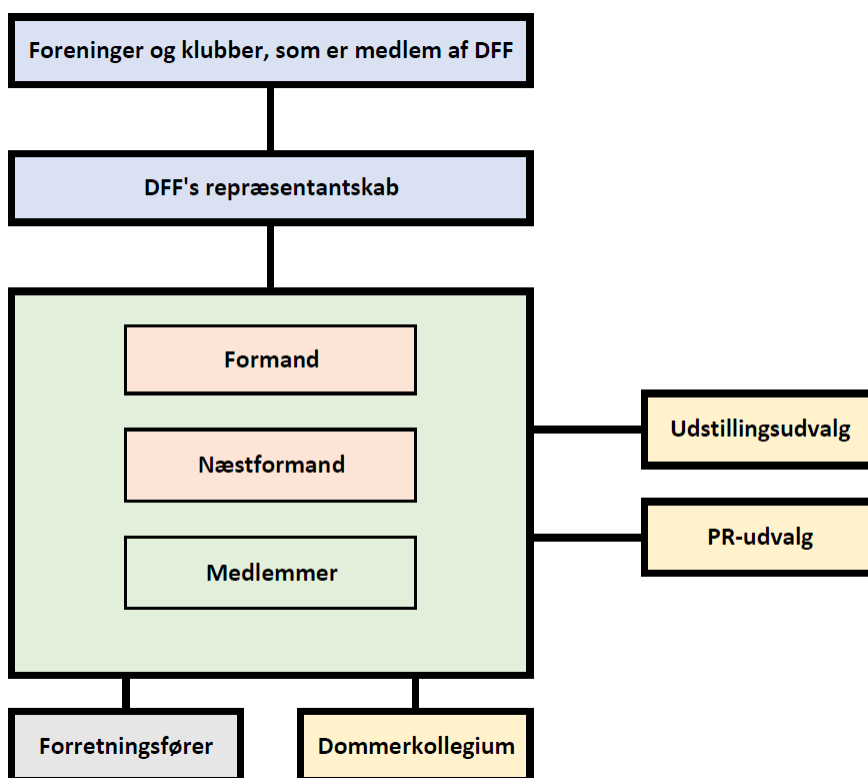 Foreninger og klubber, som er medlem af DFF
DFF's repræsentantskab
Formand
Næstformand
Medlemmer
Udstillingsudvalg
PR-udvalg
Forretningsfører
Dommerkollegium